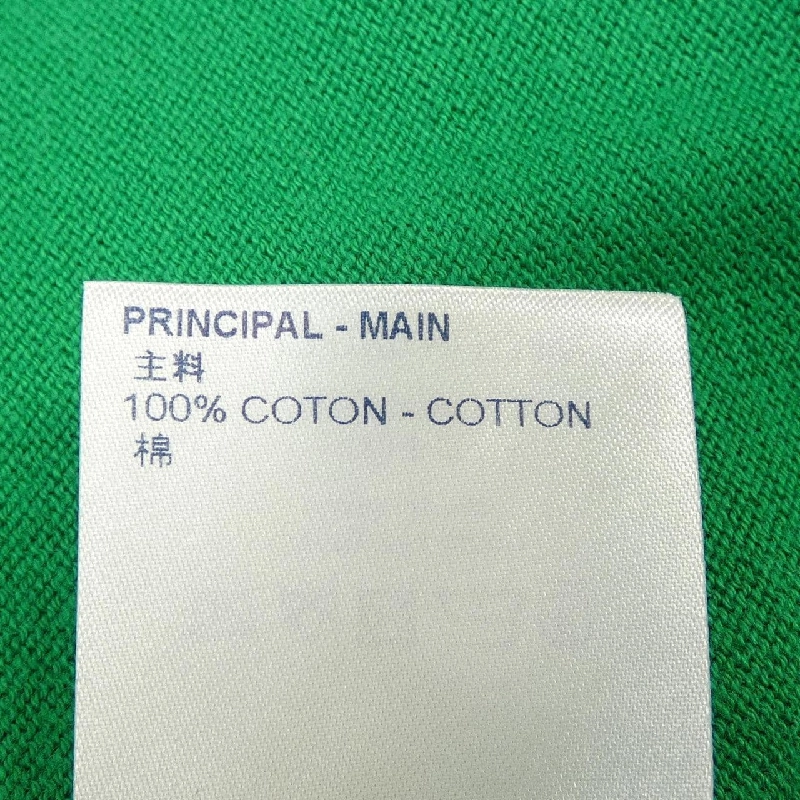 PRINCIPAL - MAIN
主料
100% COTON - COTTON
棉